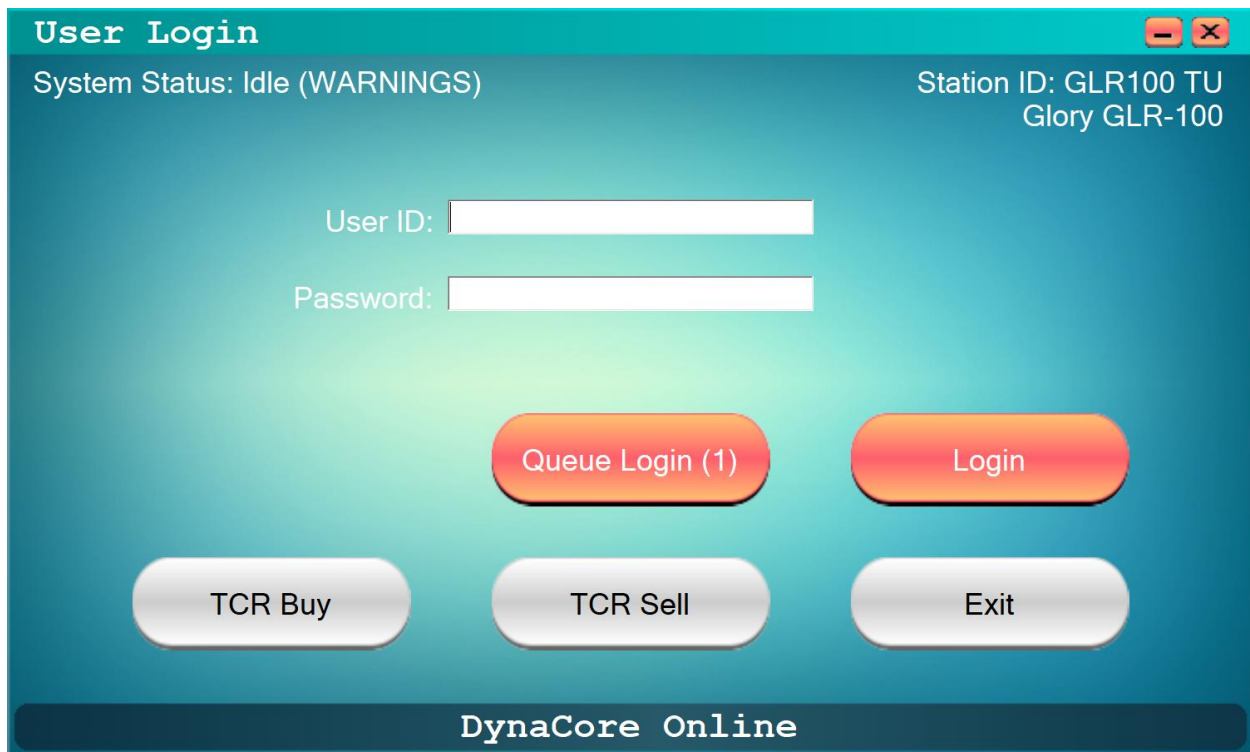 User Login
System Status: Idle (WARNINGS)
Station ID: GLR100 TU
Glory GLR-100
User ID:
Password:
Queue Login (1)
Login
TCR Buy
TCR Sell
Exit
DynaCore Online